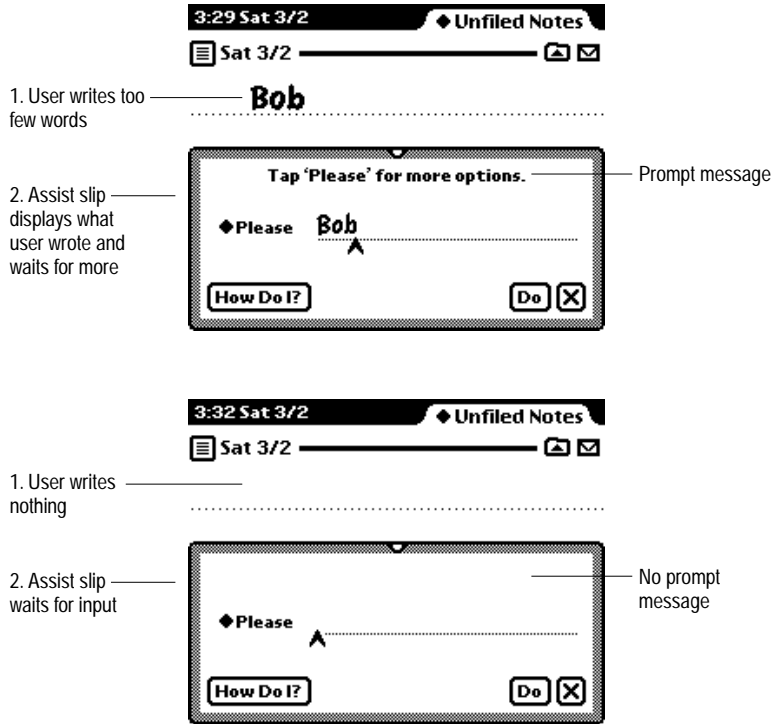 3:29 Sat 3/2
◆Unfiled Notes
Sat 3/2
1. User writes too
few words
Bob
Tap ‘Please’ for more options.
Prompt message
2. Assist slip
displays what
user wrote and
waits for more
◆Please Bob
How Do I?
Do
3:32 Sat 3/2
◆Unfiled Notes
Sat 3/2
1. User writes
nothing
2. Assist slip
waits for input
No prompt
message
◆Please
How Do I?
Do